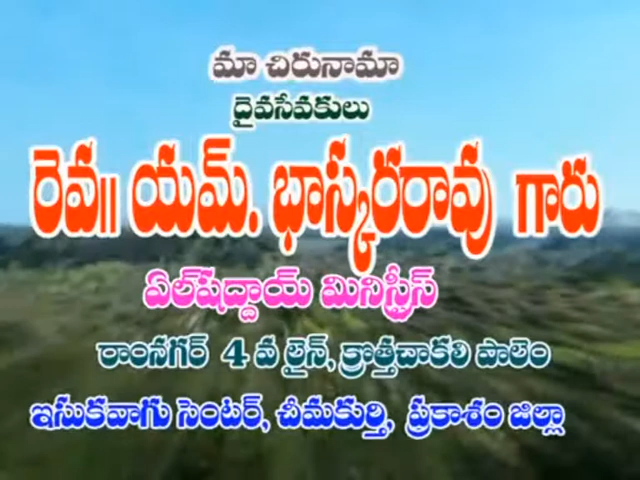 మా చిరునామా
దైవసేవకులు
రెవ॥ యమ్. భాస్కరరావు గారు
ఏల్‌షద్దాయ్ మినిస్ట్రీస్
రాంనగర్ 4 వ లైన్, క్రొత్తచాకలి పాలెం
ఇసుకవాగు సెంటర్, చీమకుర్తి, ప్రకాశం జిల్లా